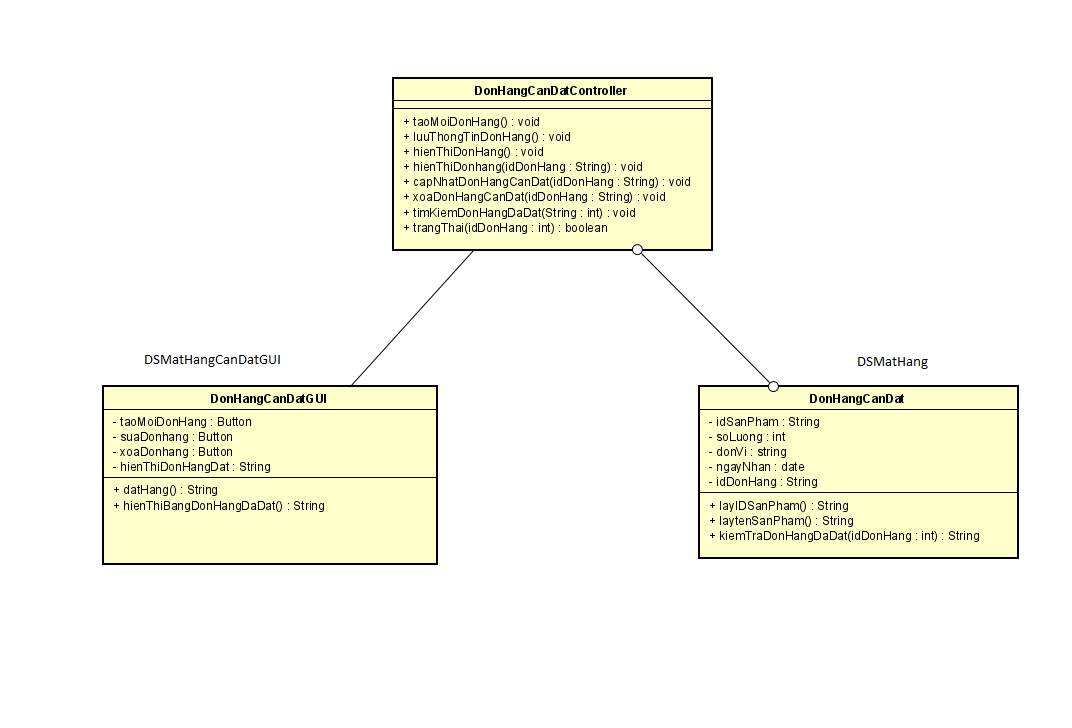 DonHangCanDatController
+ taoMoiDonHang() : void
+ luuThongTinDonHang() : void
+ hienThiDonHang() : void
+ hienThiDonhang(idDonHang : String) : void
+ capNhatDonHangCanDat(idDonHang : String) : void
+ xoaDonHangCanDat(idDonHang : String) : void
+ timKiemDonHangDaDat(String : int) : void
+ trangThai(idDonHang : int) : boolean
DSMatHangCanDatGUI
DonHangCanDatGUI
- taoMoiDonHang : Button
- suaDonhang : Button
- xoaDonhang : Button
- hienThiDonHangDat : String
+ datHang() : String
+ hienThiBangDonHangDaDat() : String
DSMatHang
DonHangCanDat
- idSanPham : String
- soLuong : int
- donVi : string
- ngayNhan : date
- idDonHang : String
+ layIDSanPham() : String
+ laytenSanPham() : String
+ kiemTraDonHangDaDat(idDonHang : int) : String